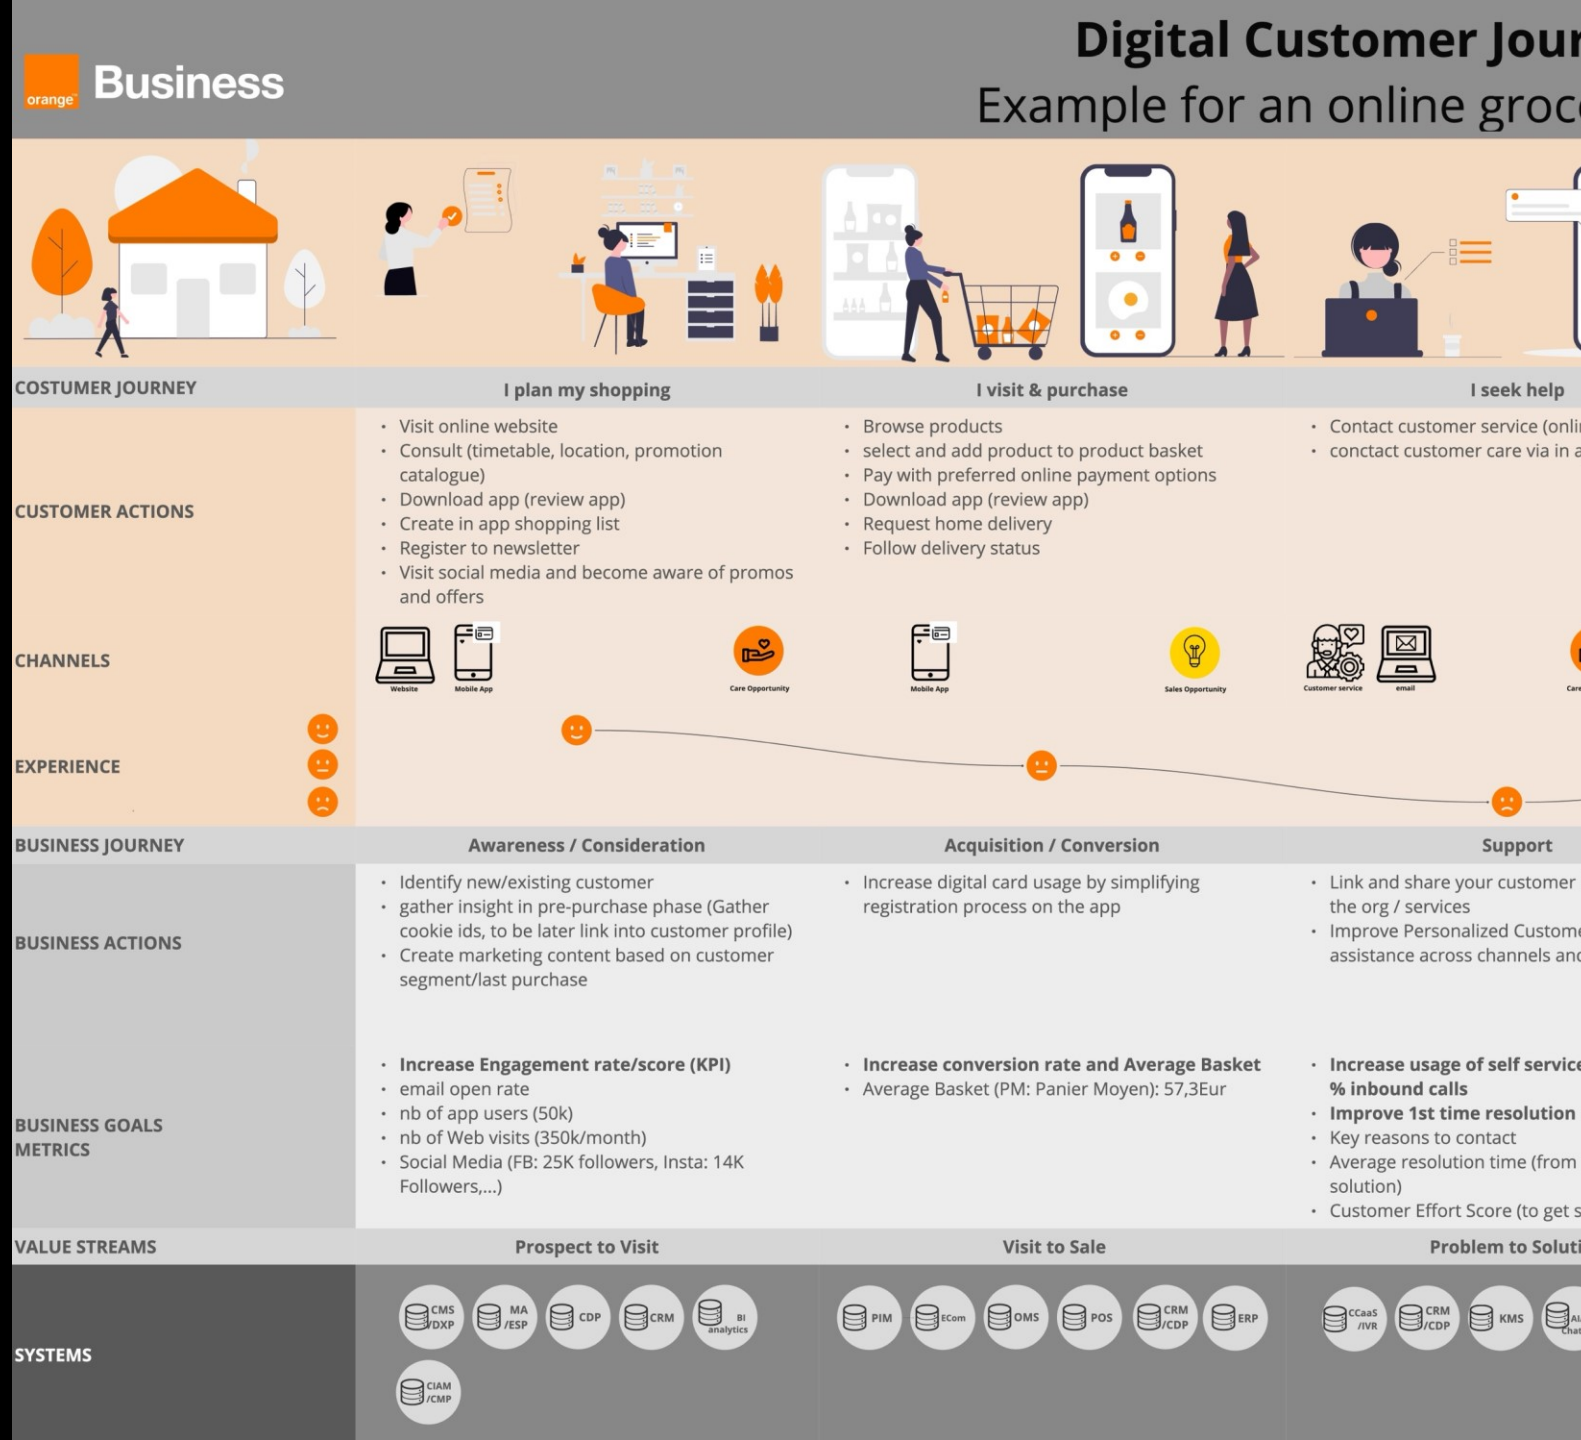 Digital Customer Jour
Example for an online groc
orange
Business
COSTUMER JOURNEY
I plan my shopping
I visit & purchase
I seek help
CUSTOMER ACTIONS
• Visit online website
• Consult (timetable, location, promotion
catalogue)
• Download app (review app)
• Create in app shopping list
• Register to newsletter
• Visit social media and become aware of promos
and offers
• Browse products
• select and add product to product basket
• Pay with preferred online payment options
• Download app (review app)
• Request home delivery
• Follow delivery status
• Contact customer service (onli
• conctact customer care via in a
CHANNELS
Website
Mobile App
Care Opportunity
Mobile App
Sales Opportunity
Customer service
email
Care
EXPERIENCE
BUSINESS JOURNEY
Awareness / Consideration
Acquisition / Conversion
Support
BUSINESS ACTIONS
• Identify new/existing customer
• gather insight in pre-purchase phase (Gather
cookie ids, to be later link into customer profile)
• Create marketing content based on customer
segment/last purchase
• Increase digital card usage by simplifying
registration process on the app
• Link and share your customer
the org / services
• Improve Personalized Custome
assistance across channels and
BUSINESS GOALS
METRICS
• Increase Engagement rate/score (KPI)
• email open rate
• nb of app users (50k)
• nb of Web visits (350k/month)
• Social Media (FB: 25K followers, Insta: 14K
Followers,...)
• Increase conversion rate and Average Basket
• Average Basket (PM: Panier Moyen): 57,3Eur
• Increase usage of self service
% inbound calls
• Improve 1st time resolution
• Key reasons to contact
• Average resolution time (from
solution)
• Customer Effort Score (to get s
VALUE STREAMS
Prospect to Visit
Visit to Sale
Problem to Soluti
SYSTEMS
CMS
/DXP
MA
/ESP
CDP
CRM
BI
analytics
CIAM
/CMP
PIM
ECom
OMS
POS
CRM
/CDP
ERP
CCaaS
/IVR
CRM
/CDP
KMS
AI
Chat